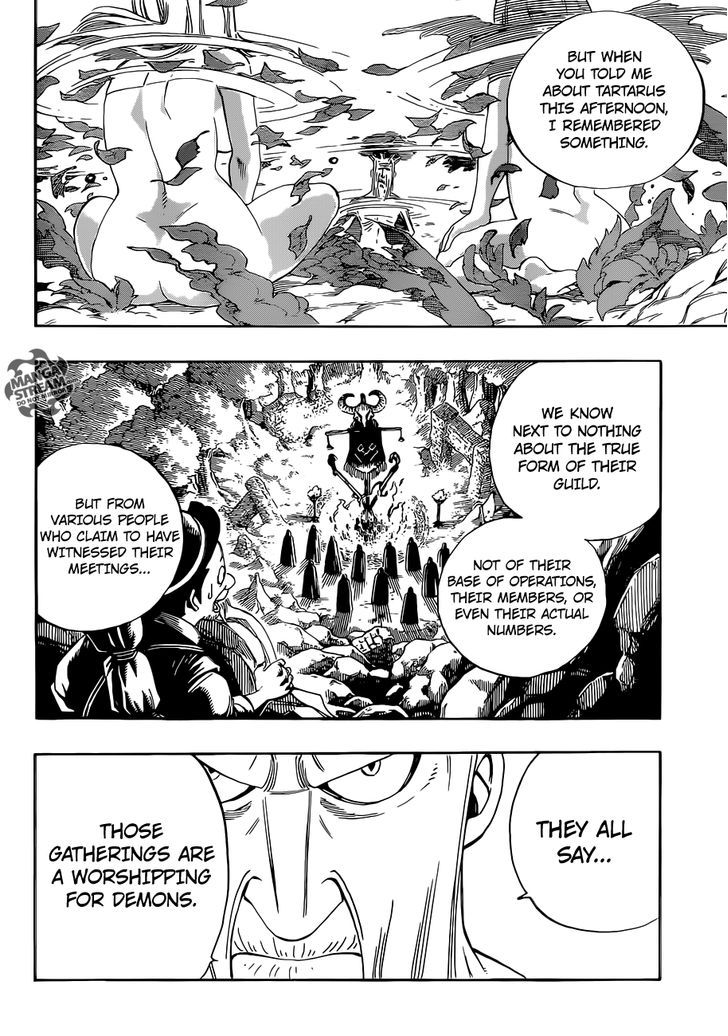 BUT WHEN
YOU TOLD ME
ABOUT TARTARUS
THIS AFTERNOON,
I REMEMBERED
SOMETHING.
MANGA
STREAM
WE KNOW
NEXT TO NOTHING
ABOUT THE TRUE
FORM OF THEIR
GUILD.
NOT OF THEIR
BASE OF OPERATIONS,
THEIR MEMBERS, OR
EVEN THEIR ACTUAL
NUMBERS.
BUT FROM
VARIOUS PEOPLE
WHO CLAIM TO HAVE
WITNESSED THEIR
MEETINGS...
THEY ALL
SAY...
THOSE
GATHERINGS ARE
A WORSHIPPING
FOR DEMONS.